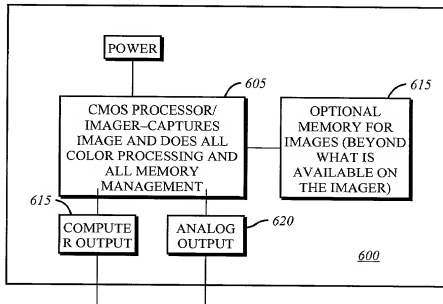 POWER
605
615
CMOS PROCESSOR/
IMAGER–CAPTURES
IMAGE AND DOES ALL
COLOR PROCESSING AND
ALL MEMORY
MANAGEMENT
OPTIONAL
MEMORY FOR
IMAGES (BEYOND
WHAT IS
AVAILABLE ON
THE IMAGER)
615
COMPUTE
R OUTPUT
ANALOG
OUTPUT
620
600